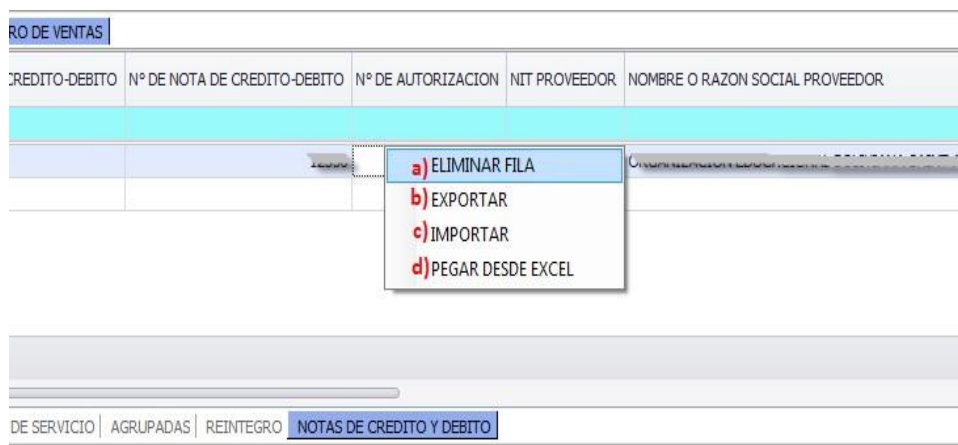 RO DE VENTAS
CREDITO-DEBITO Nº DE NOTA DE CREDITO-DEBITO Nº DE AUTORIZACION NIT PROVEEDOR NOMBRE O RAZON SOCIAL PROVEEDOR
a) ELIMINAR FILA
b) EXPORTAR
c) IMPORTAR
d) PEGAR DESDE EXCEL
DE SERVICIO AGRUPADAS REINTEGRO NOTAS DE CREDITO Y DEBITO